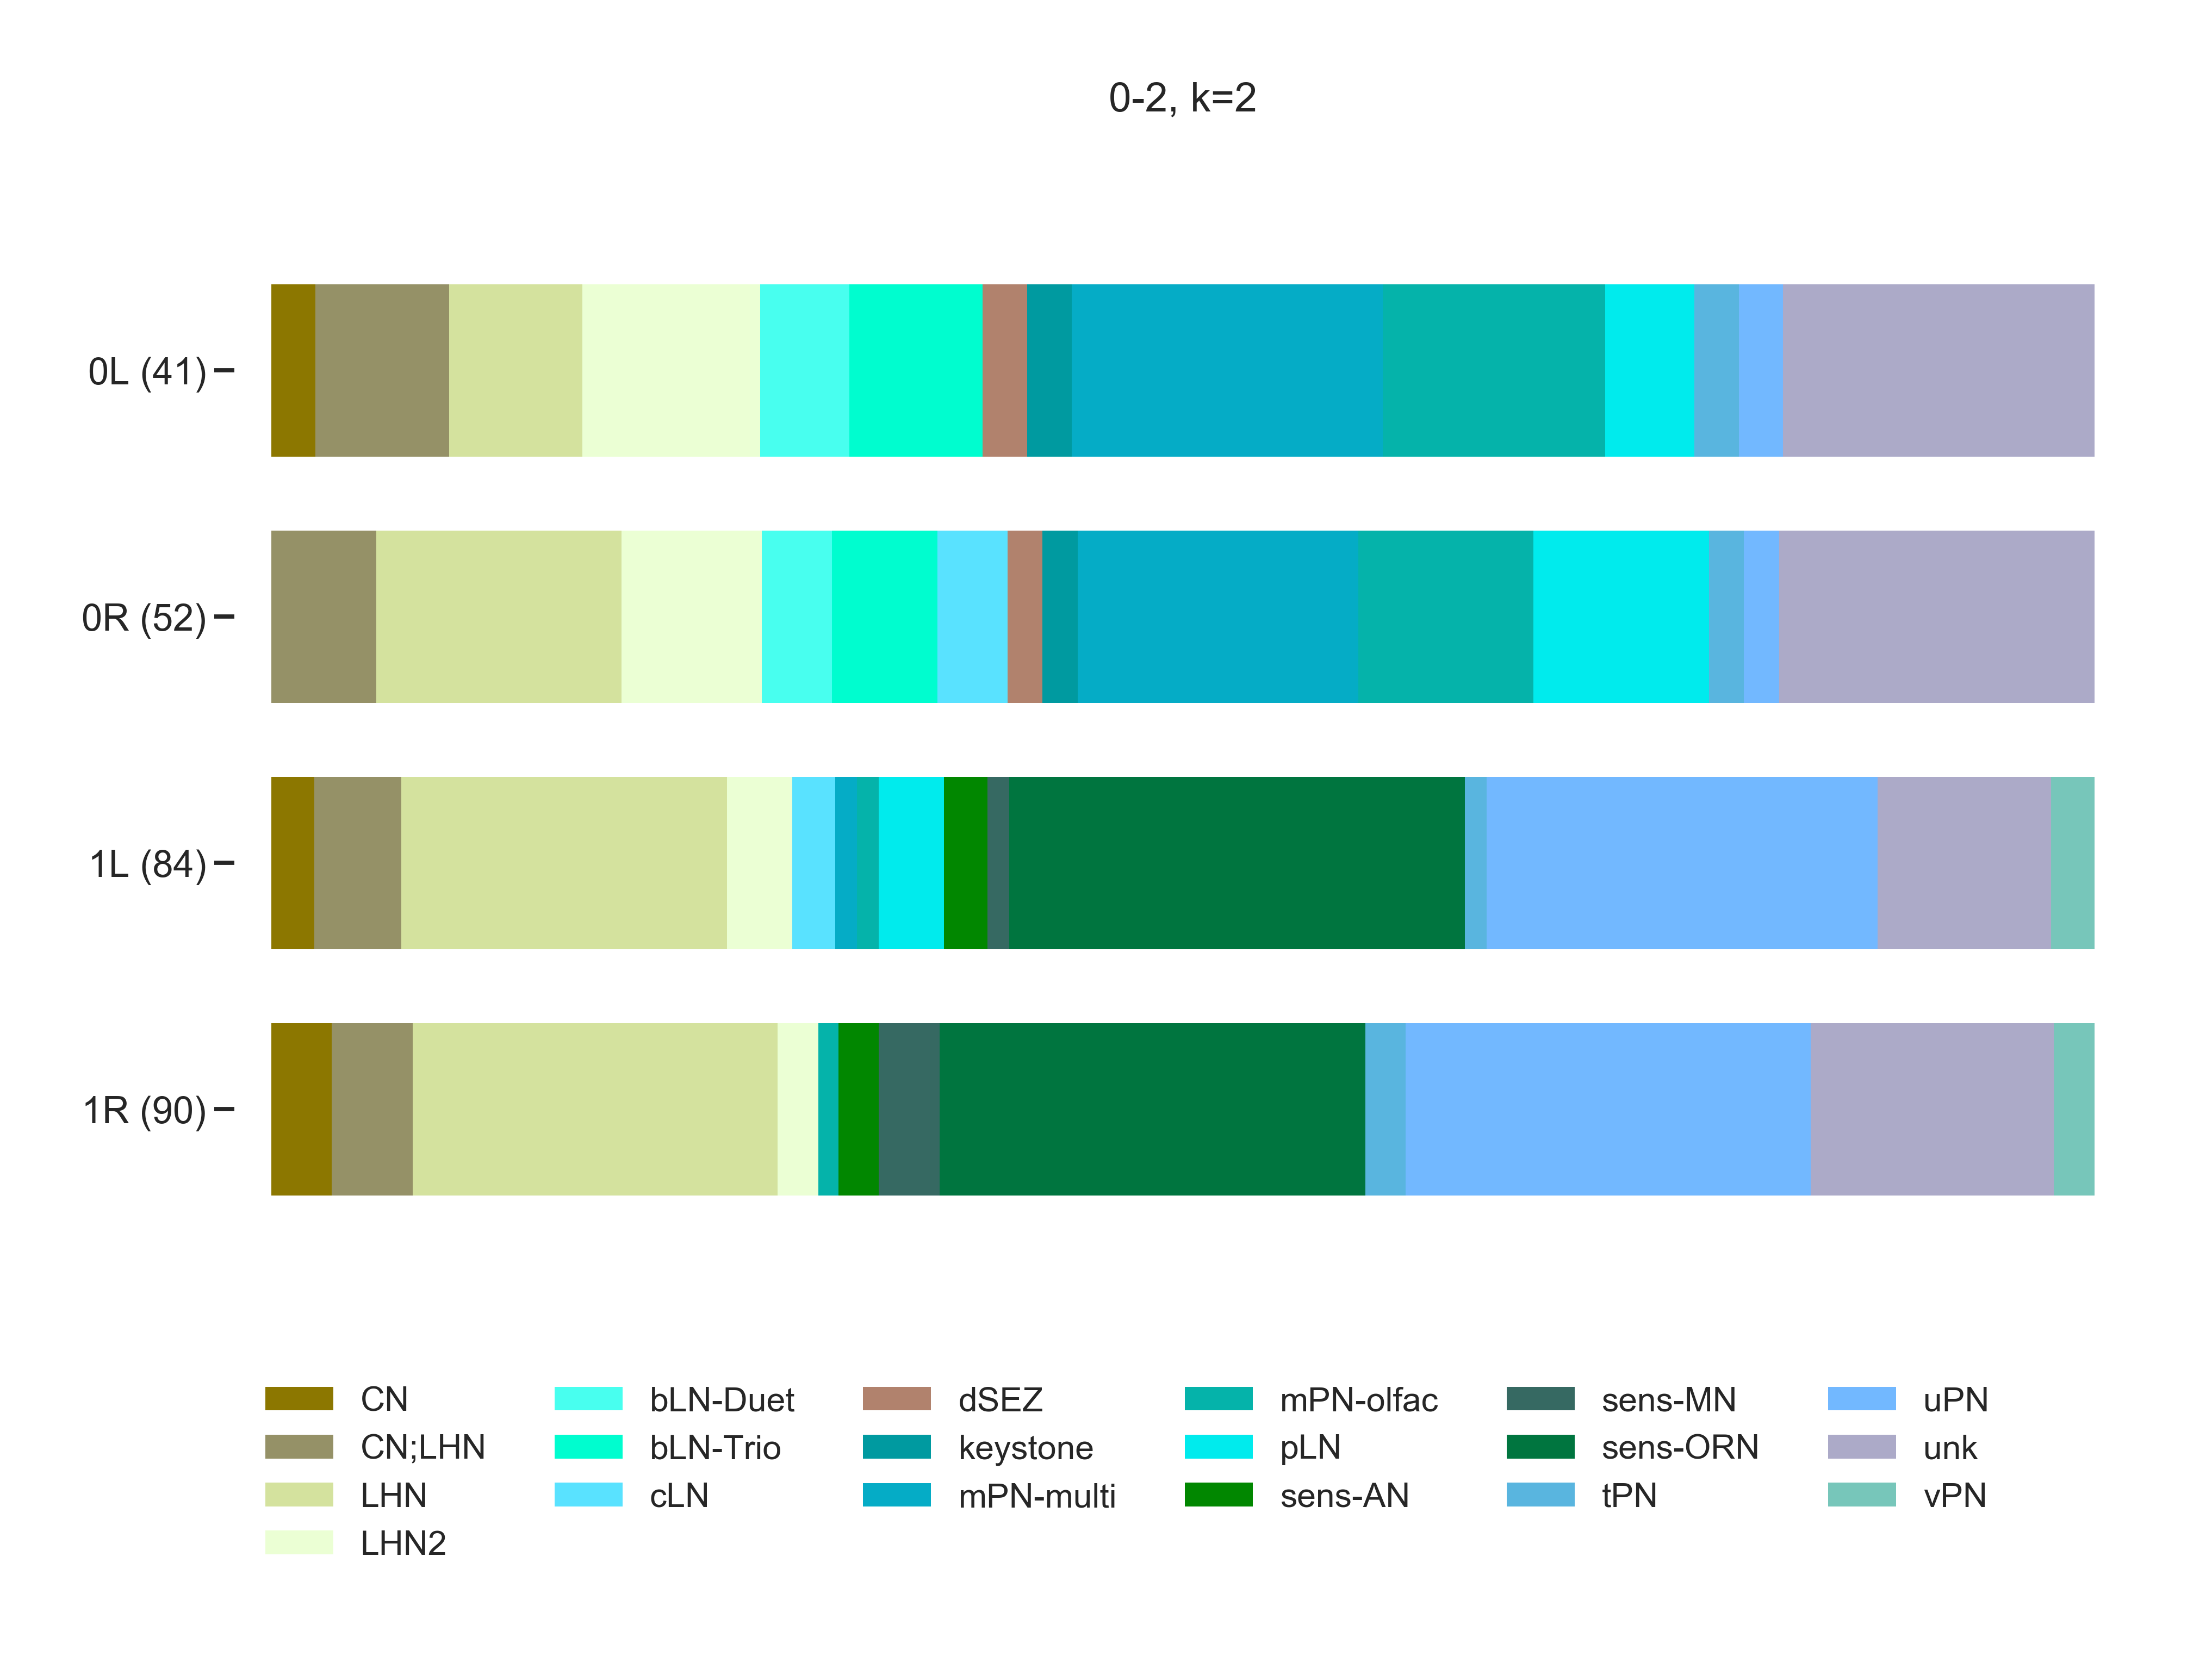 0-2, k=2
0L (41)
0R (52)
1L (84)
1R (90)
CN
CN;LHN
LHN
LHN2
bLN-Duet
bLN-Trio
cLN
dSEZ
keystone
mPN-multi
mPN-olfac
pLN
sens-AN
sens-MN
sens-ORN
tPN
uPN
unk
vPN